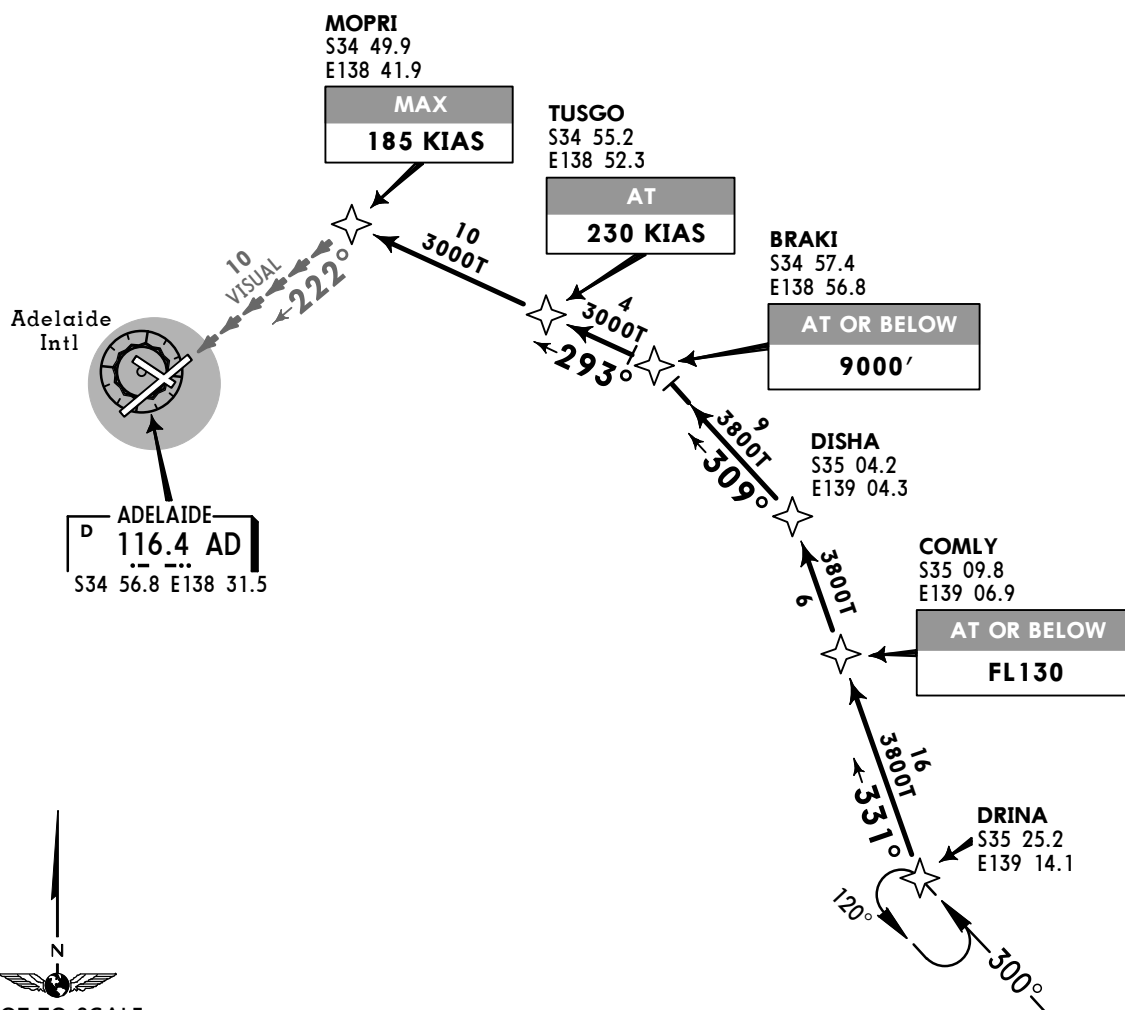 MOPRI
S34 49.9
E138 41.9
MAX
185 KIAS
TUSGO
S34 55.2
E138 52.3
AT
230 KIAS
BRAKI
S34 57.4
E138 56.8
AT OR BELOW
9000'
10
3000T
10
VISUAL
222°
4
3000T
293°
Adelaide
Intl
9
3800T
309°
DISHA
S35 04.2
E139 04.3
ADELAIDE
D 116.4 AD
S34 56.8 E138 31.5
3800T
6
COMLY
S35 09.8
E139 06.9
AT OR BELOW
FL130
16
3800T
331°
DRINA
S35 25.2
E139 14.1
120°
300°
N